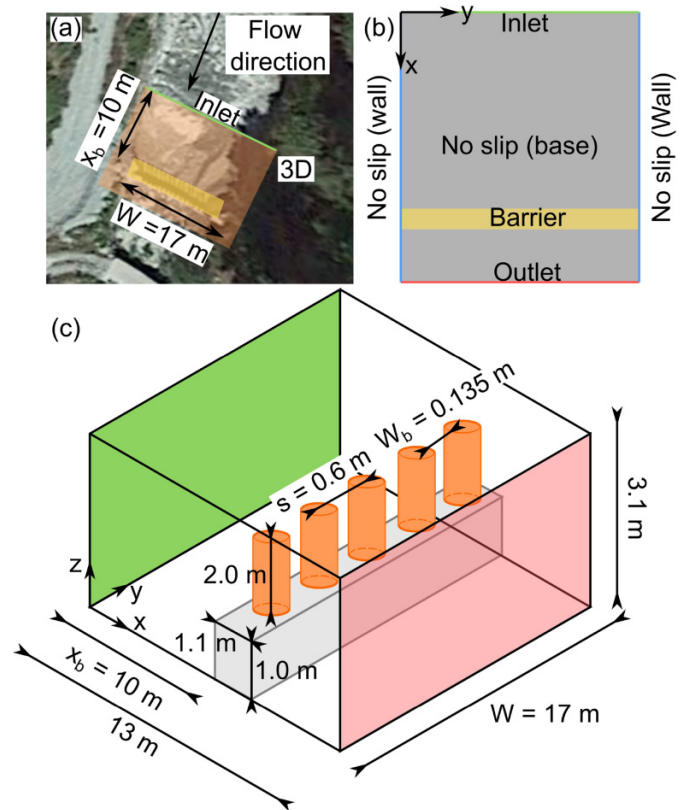 (a)
Flow
direction
Inlet
x_b = 10 m
3D
W = 17 m
(b)
y
Inlet
x
No slip (wall)
No slip (base)
No slip (Wall)
Barrier
Outlet
(c)
W_b = 0.135 m
s = 0.6 m
3.1 m
z
y
x
2.0 m
1.1 m
1.0 m
x_b = 10 m
13 m
W = 17 m